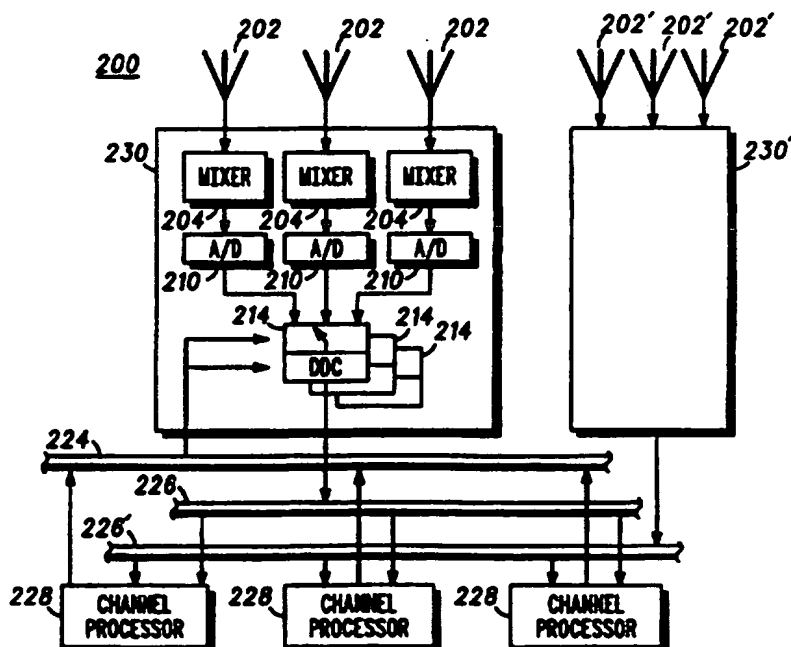 202 202 202 202' 202' 202'
200
230 230'
MIXER MIXER MIXER
204 204 204
A/D A/D A/D
210 210 210
214 214 214
DDC
224
226
226'
228 CHANNEL PROCESSOR 228 CHANNEL PROCESSOR 228 CHANNEL PROCESSOR